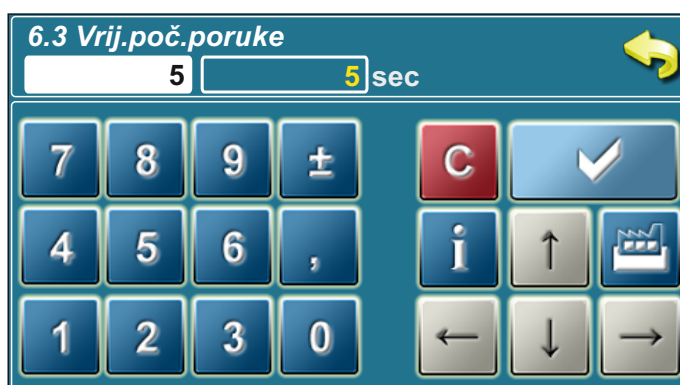 6.3 Vrij.poč.poruke
5 5 sec
7 8 9 ± C
4 5 6 , i ↑
1 2 3 0 ← ↓ →